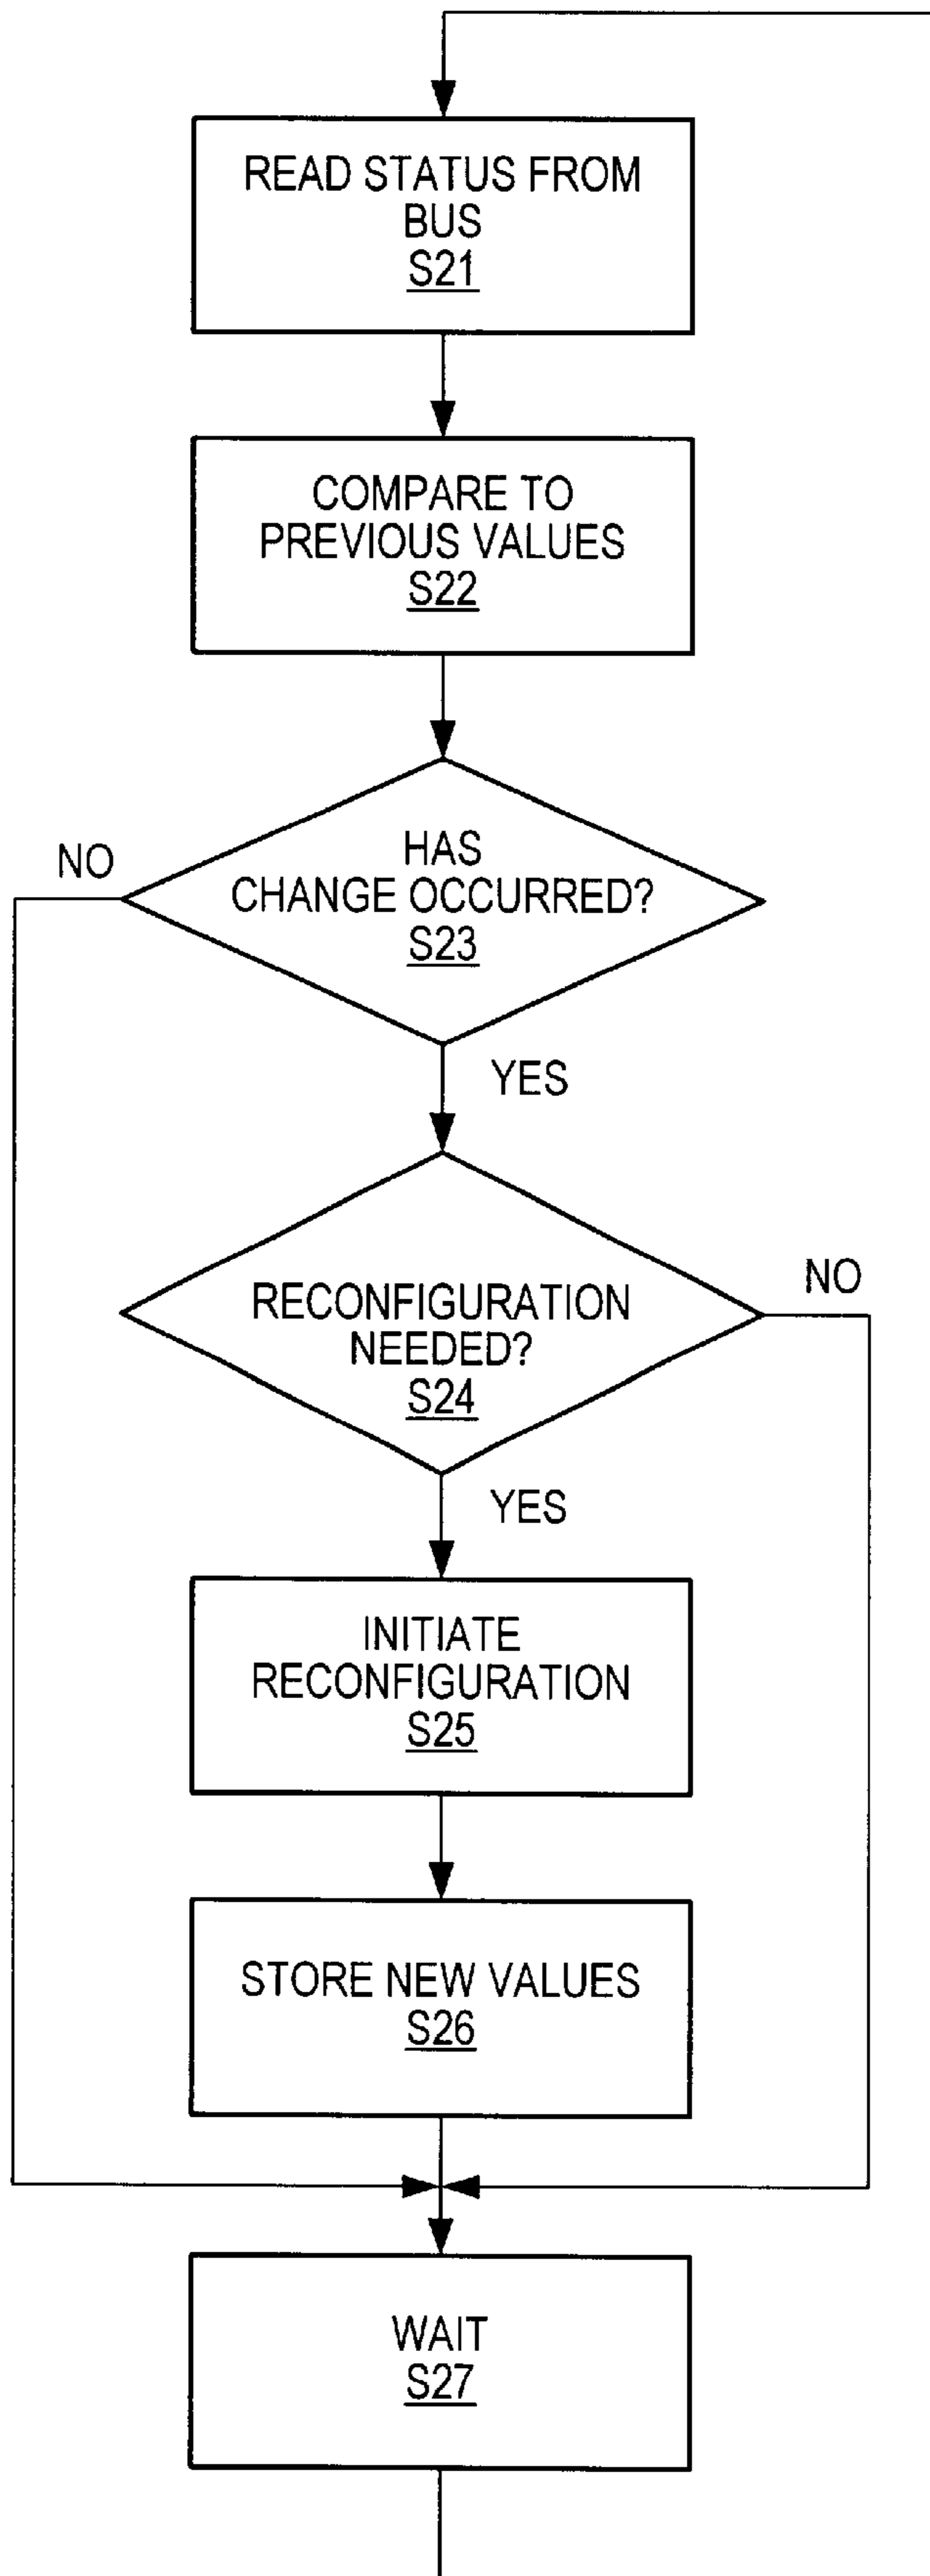 READ STATUS FROM
BUS
S21
COMPARE TO
PREVIOUS VALUES
S22
NO
HAS
CHANGE OCCURRED?
S23
YES
NO
RECONFIGURATION
NEEDED?
S24
YES
INITIATE
RECONFIGURATION
S25
STORE NEW VALUES
S26
WAIT
S27